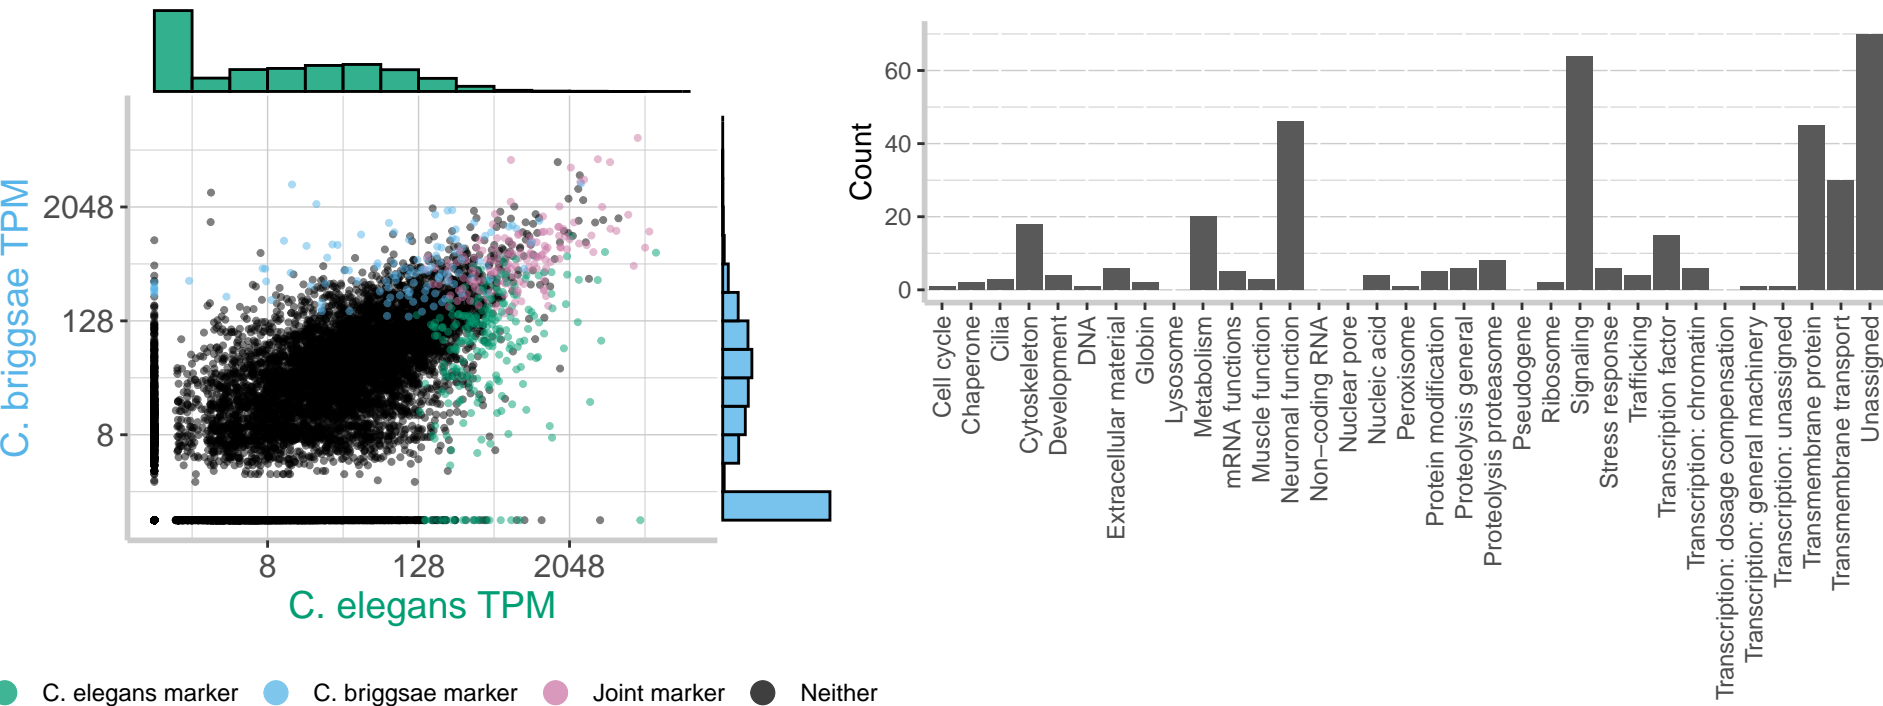 C. briggsae TPM
2048
128
8
8
128
2048
C. elegans TPM
C. elegans marker
C. briggsae marker
Joint marker
Neither
Count
60
40
20
0
Cell cycle
Chaperone
Cilia
Cytoskeleton
Development
DNA
Extracellular material
Globin
Lysosome
Metabolism
mRNA functions
Muscle function
Neuronal function
Non−coding RNA
Nuclear pore
Nucleic acid
Peroxisome
Protein modification
Proteolysis general
Proteolysis proteasome
Pseudogene
Ribosome
Signaling
Stress response
Trafficking
Transcription factor
Transcription: chromatin
Transcription: dosage compensation
Transcription: general machinery
Transcription: unassigned
Transmembrane protein
Transmembrane transport
Unassigned